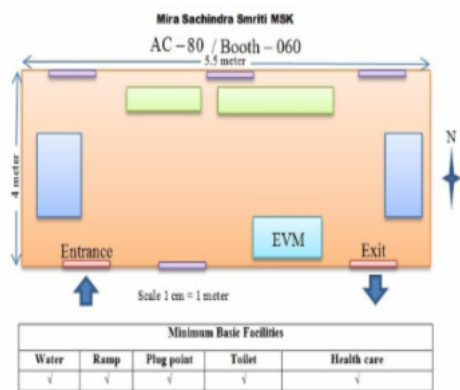 Mira Sachindra Smriti MSK
AC – 80 / Booth – 060
5.5 meter
4 meter
N
Entrance
EVM
Exit
Scale 1 cm = 1 meter
Minimum Basic Facilities
Water Ramp Plug point Toilet Health care
√ √ √ √ √